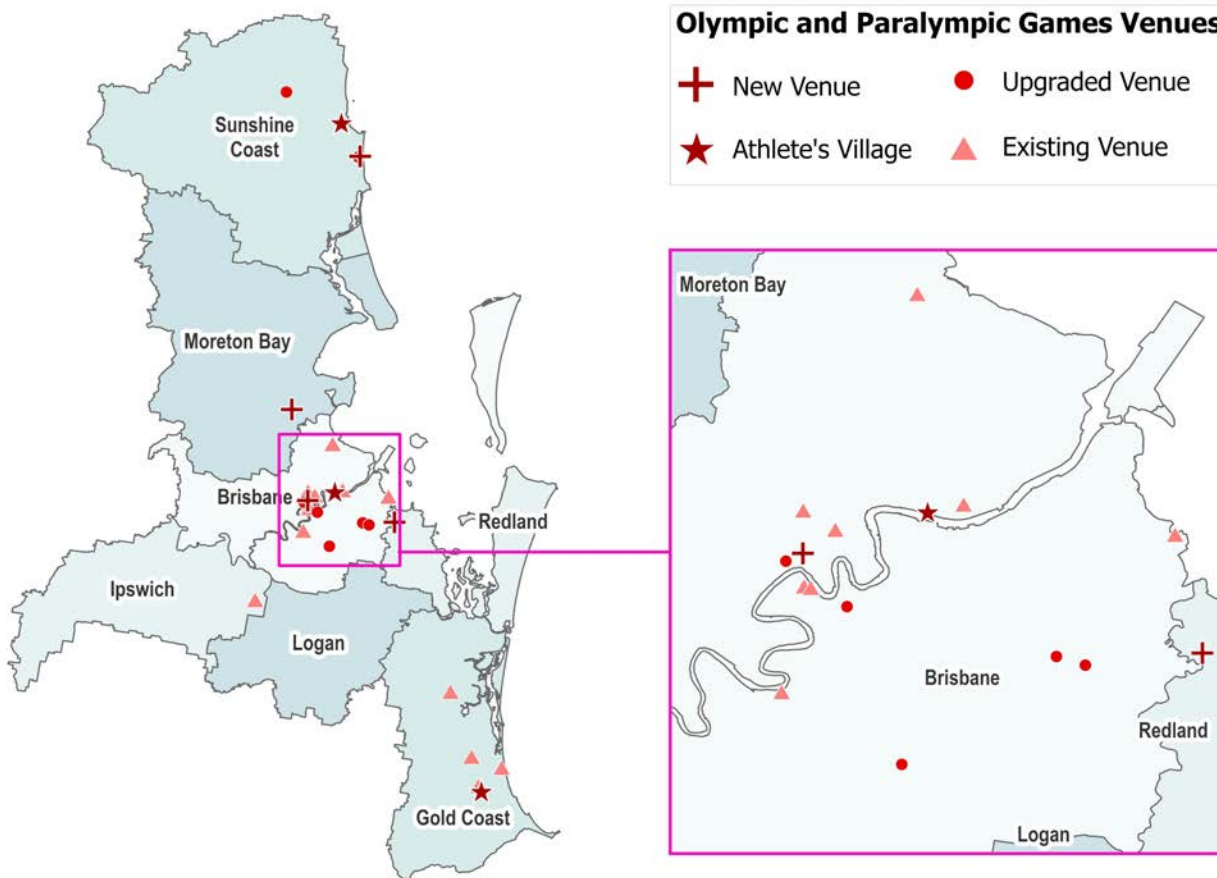 Olympic and Paralympic Games Venues
New Venue
Upgraded Venue
Athlete's Village
Existing Venue
Sunshine
Coast
Moreton Bay
Brisbane
Redland
Ipswich
Logan
Gold Coast
Moreton Bay
Brisbane
Redland
Logan